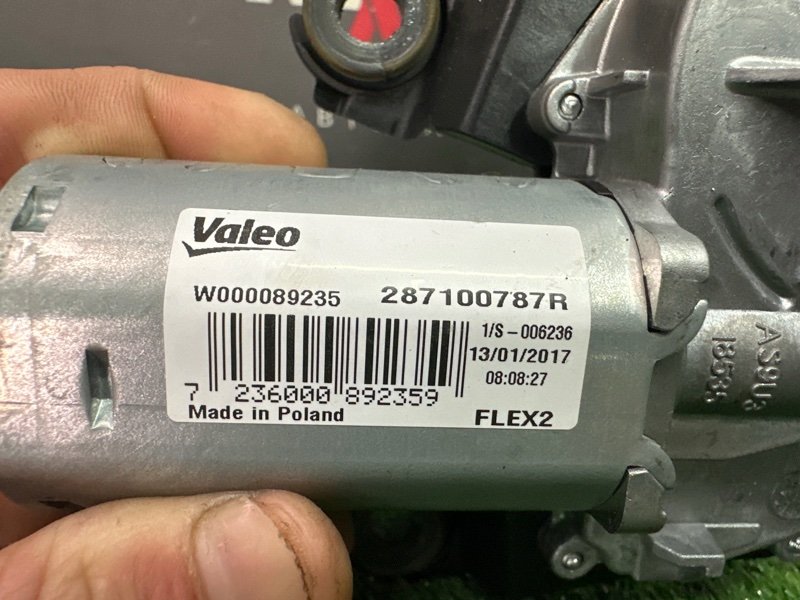 Valeo
W000089235 287100787R
1/S-006236
13/01/2017
08:08:27
7 236000 892359
Made in Poland FLEX2